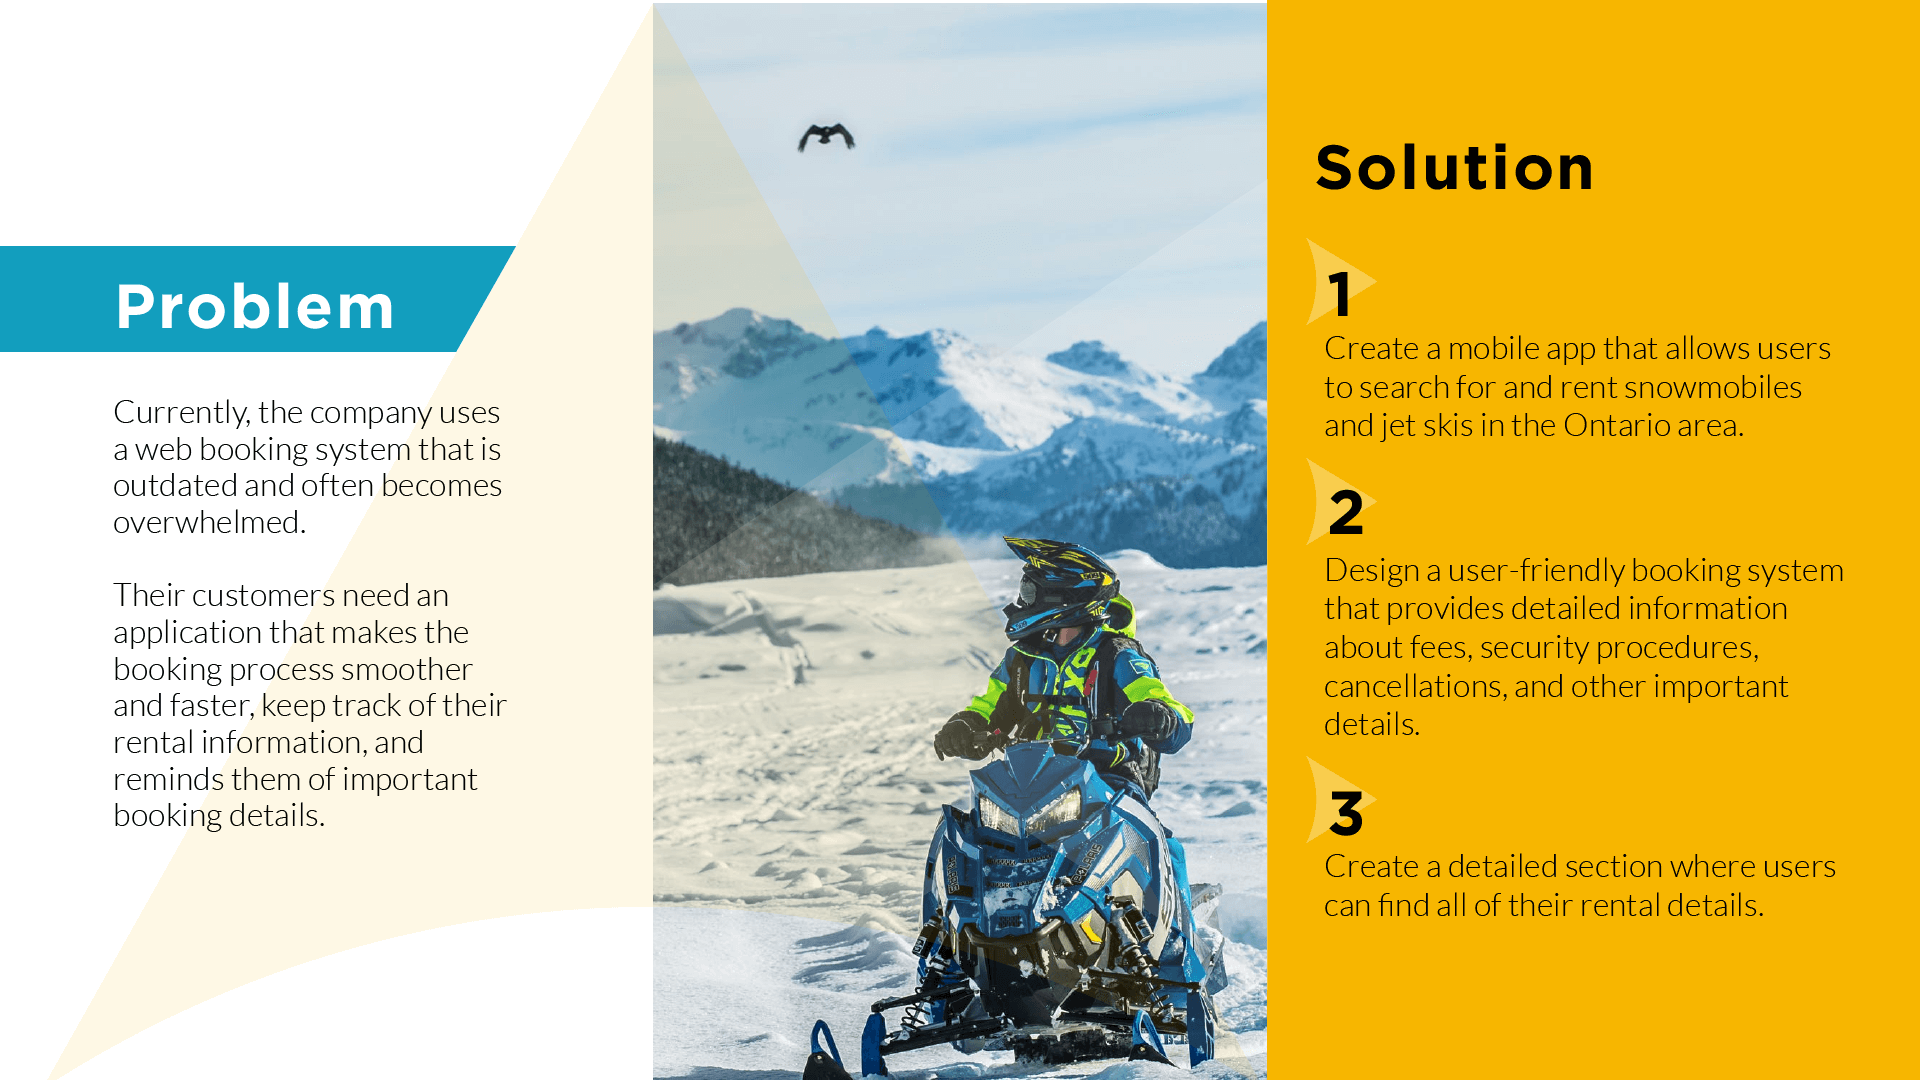 Problem
Currently, the company uses
a web booking system that is
outdated and often becomes
overwhelmed.
Their customers need an
application that makes the
booking process smoother
and faster, keep track of their
rental information, and
reminds them of important
booking details.
POLARIS
Solution
1
Create a mobile app that allows users
to search for and rent snowmobiles
and jet skis in the Ontario area.
2
Design a user-friendly booking system
that provides detailed information
about fees, security procedures,
cancellations, and other important
details.
3
Create a detailed section where users
can find all of their rental details.